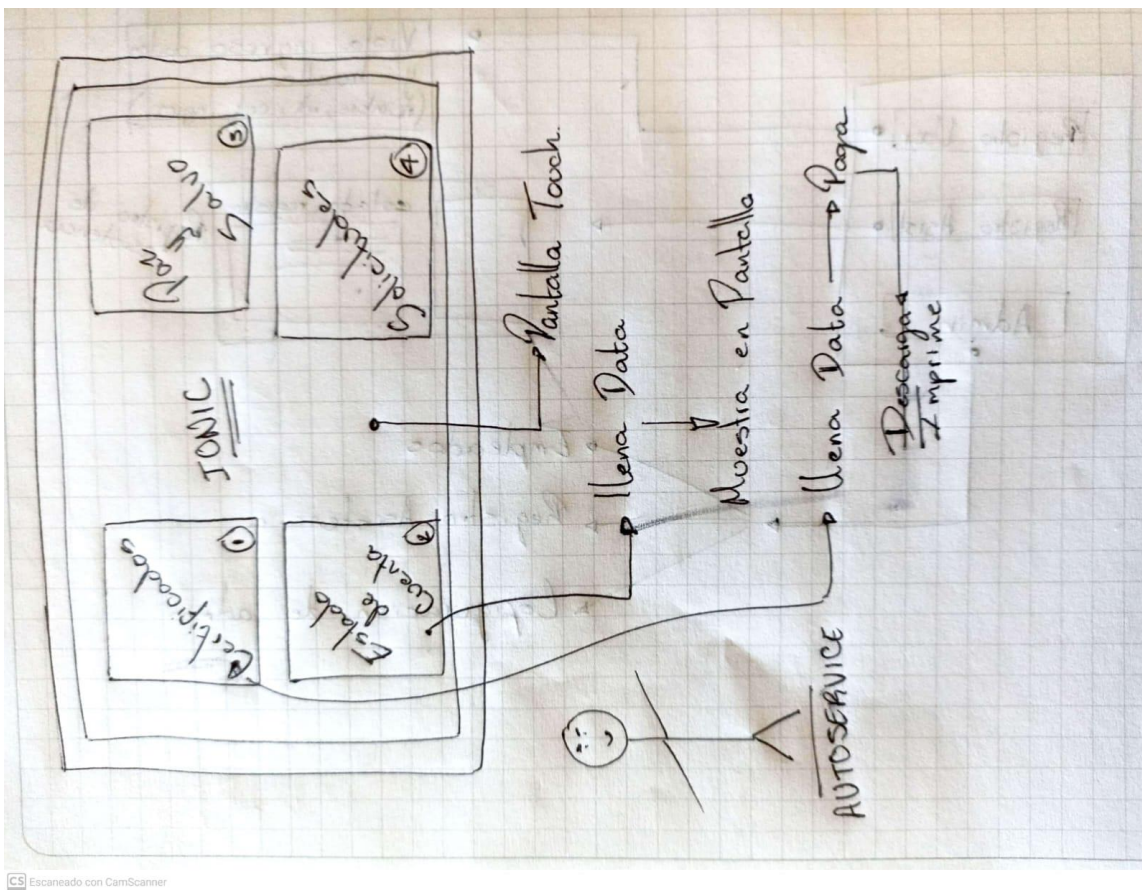 IONIC
Certificados
1
Estado
de
Cuenta
2
Paz
y
Salvo
3
Solicitudes
4
Pantalla Touch.
llena Data
Muestra en Pantalla
llena Data
Paga
Descarga
Imprime
AUTOSERVICE
CS Escaneado con CamScanner